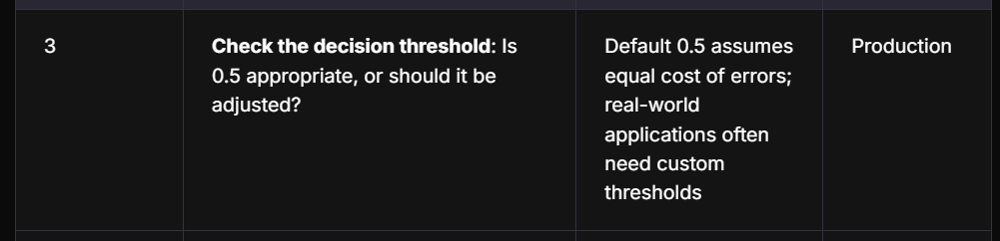 3
Check the decision threshold: Is
0.5 appropriate, or should it be
adjusted?
Default 0.5 assumes
equal cost of errors;
real-world
applications often
need custom
thresholds
Production